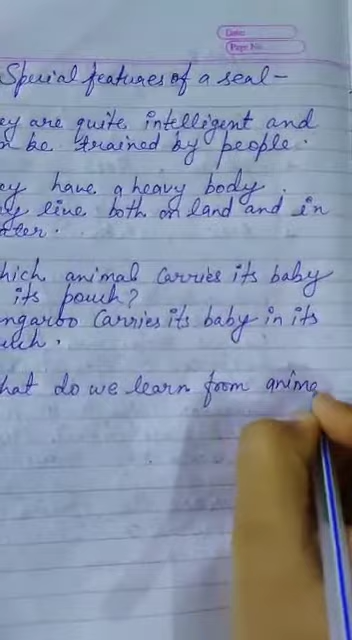 Date:
Page No.
Special features of a seal -
ey are quite intelligent and
n be trained by people.
ey have a heavy body.
ey live both on land and in
ater.
hich animal carries its baby
its pouch?
ngaroo carries its baby in its
uch.
hat do we learn from anima